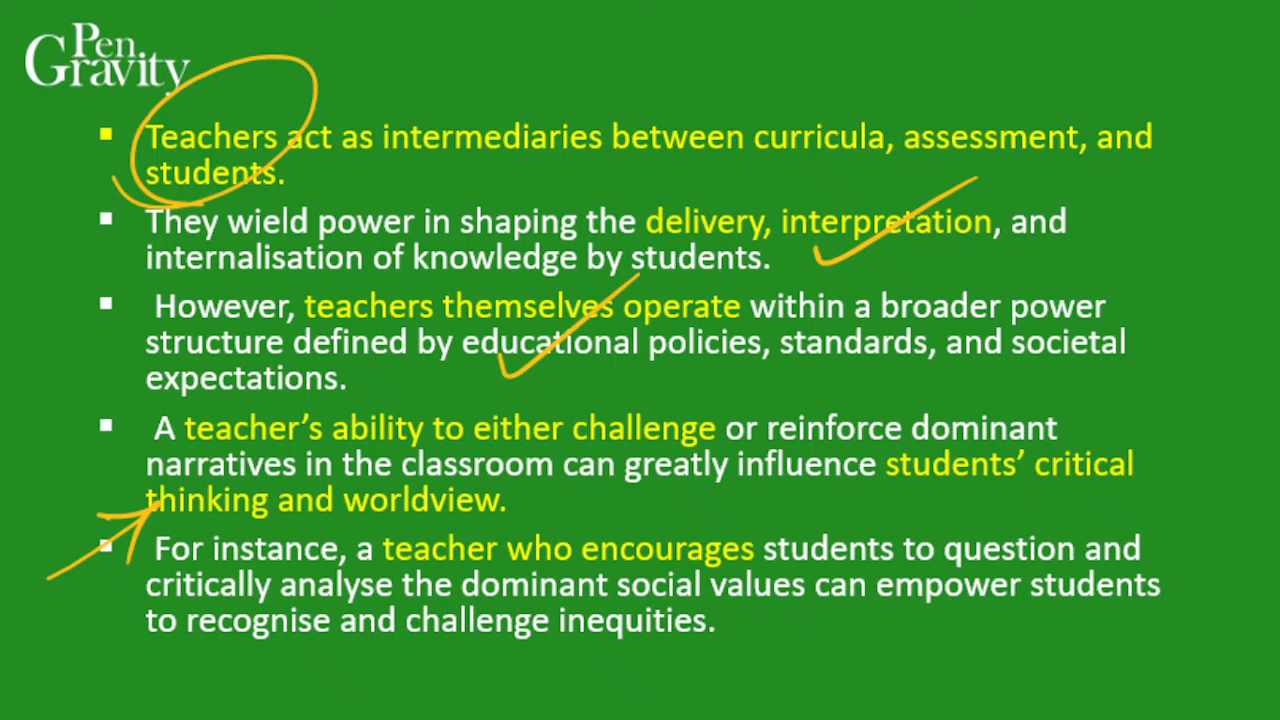 Pen
Gravity
▪ Teachers act as intermediaries between curricula, assessment, and
students.
▪ They wield power in shaping the delivery, interpretation, and
internalisation of knowledge by students.
▪ However, teachers themselves operate within a broader power
structure defined by educational policies, standards, and societal
expectations.
▪ A teacher’s ability to either challenge or reinforce dominant
narratives in the classroom can greatly influence students’ critical
thinking and worldview.
▪ For instance, a teacher who encourages students to question and
critically analyse the dominant social values can empower students
to recognise and challenge inequities.